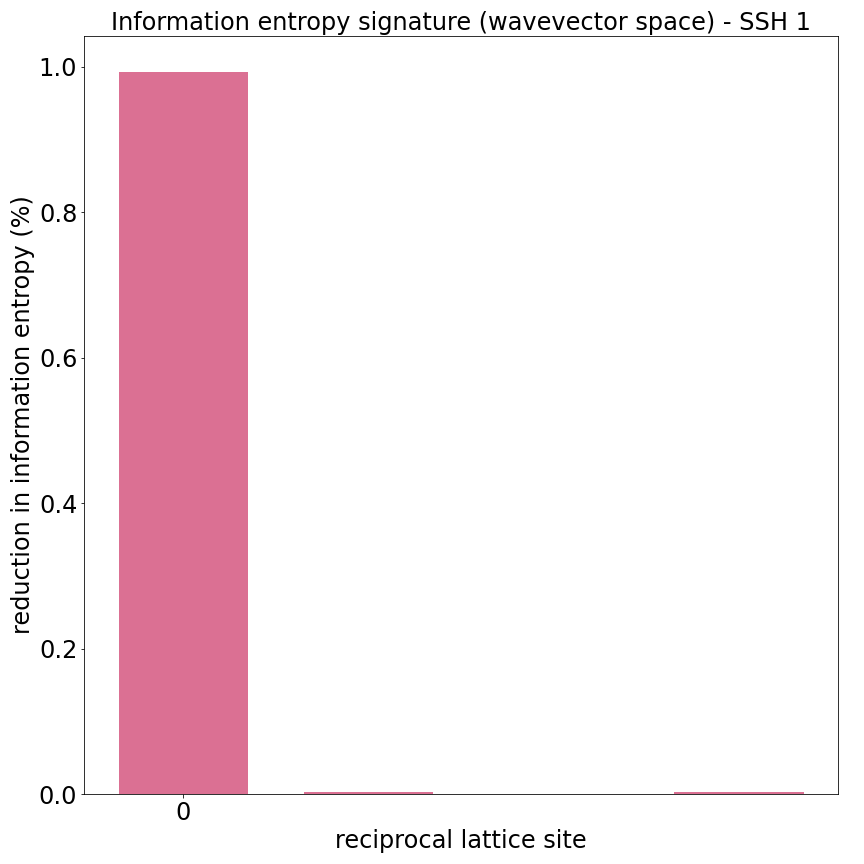 Information entropy signature (wavevector space) - SSH 1
reduction in information entropy (%)
1.0
0.8
0.6
0.4
0.2
0.0
0
reciprocal lattice site